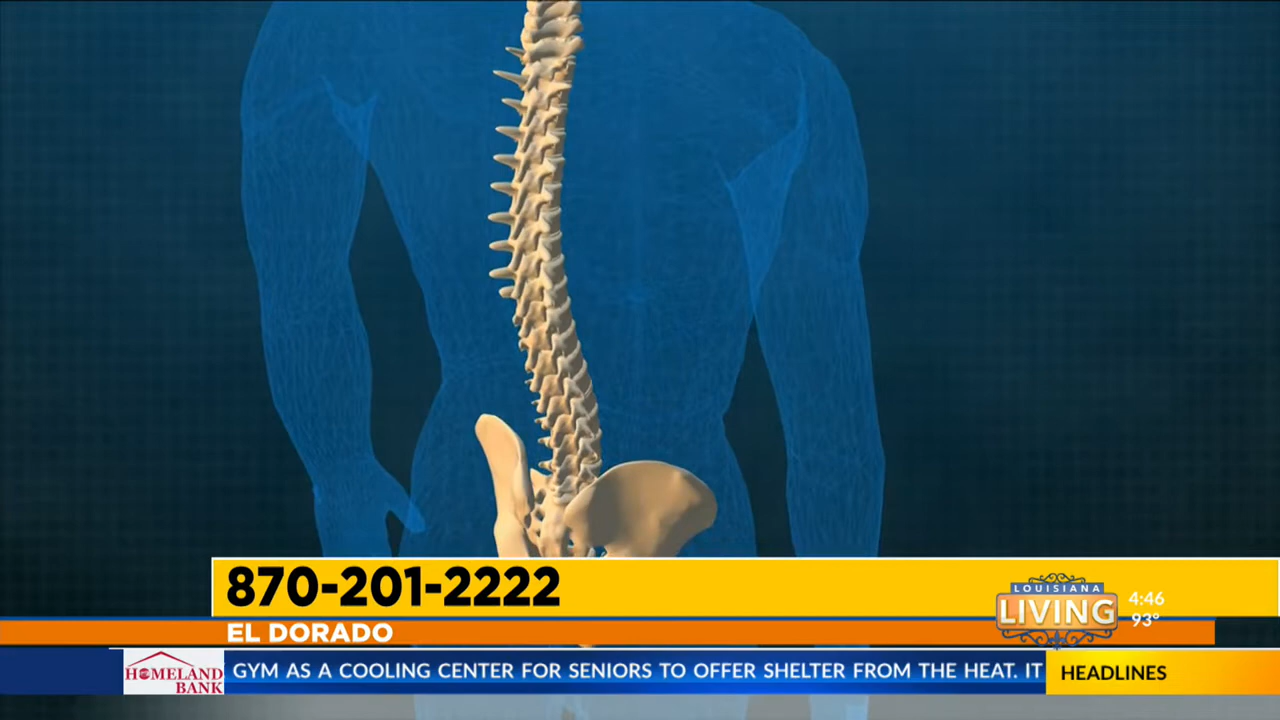 870-201-2222
EL DORADO
LOUISIANA
LIVING
4:46
93°
HOMELAND
BANK
GYM AS A COOLING CENTER FOR SENIORS TO OFFER SHELTER FROM THE HEAT. IT
HEADLINES